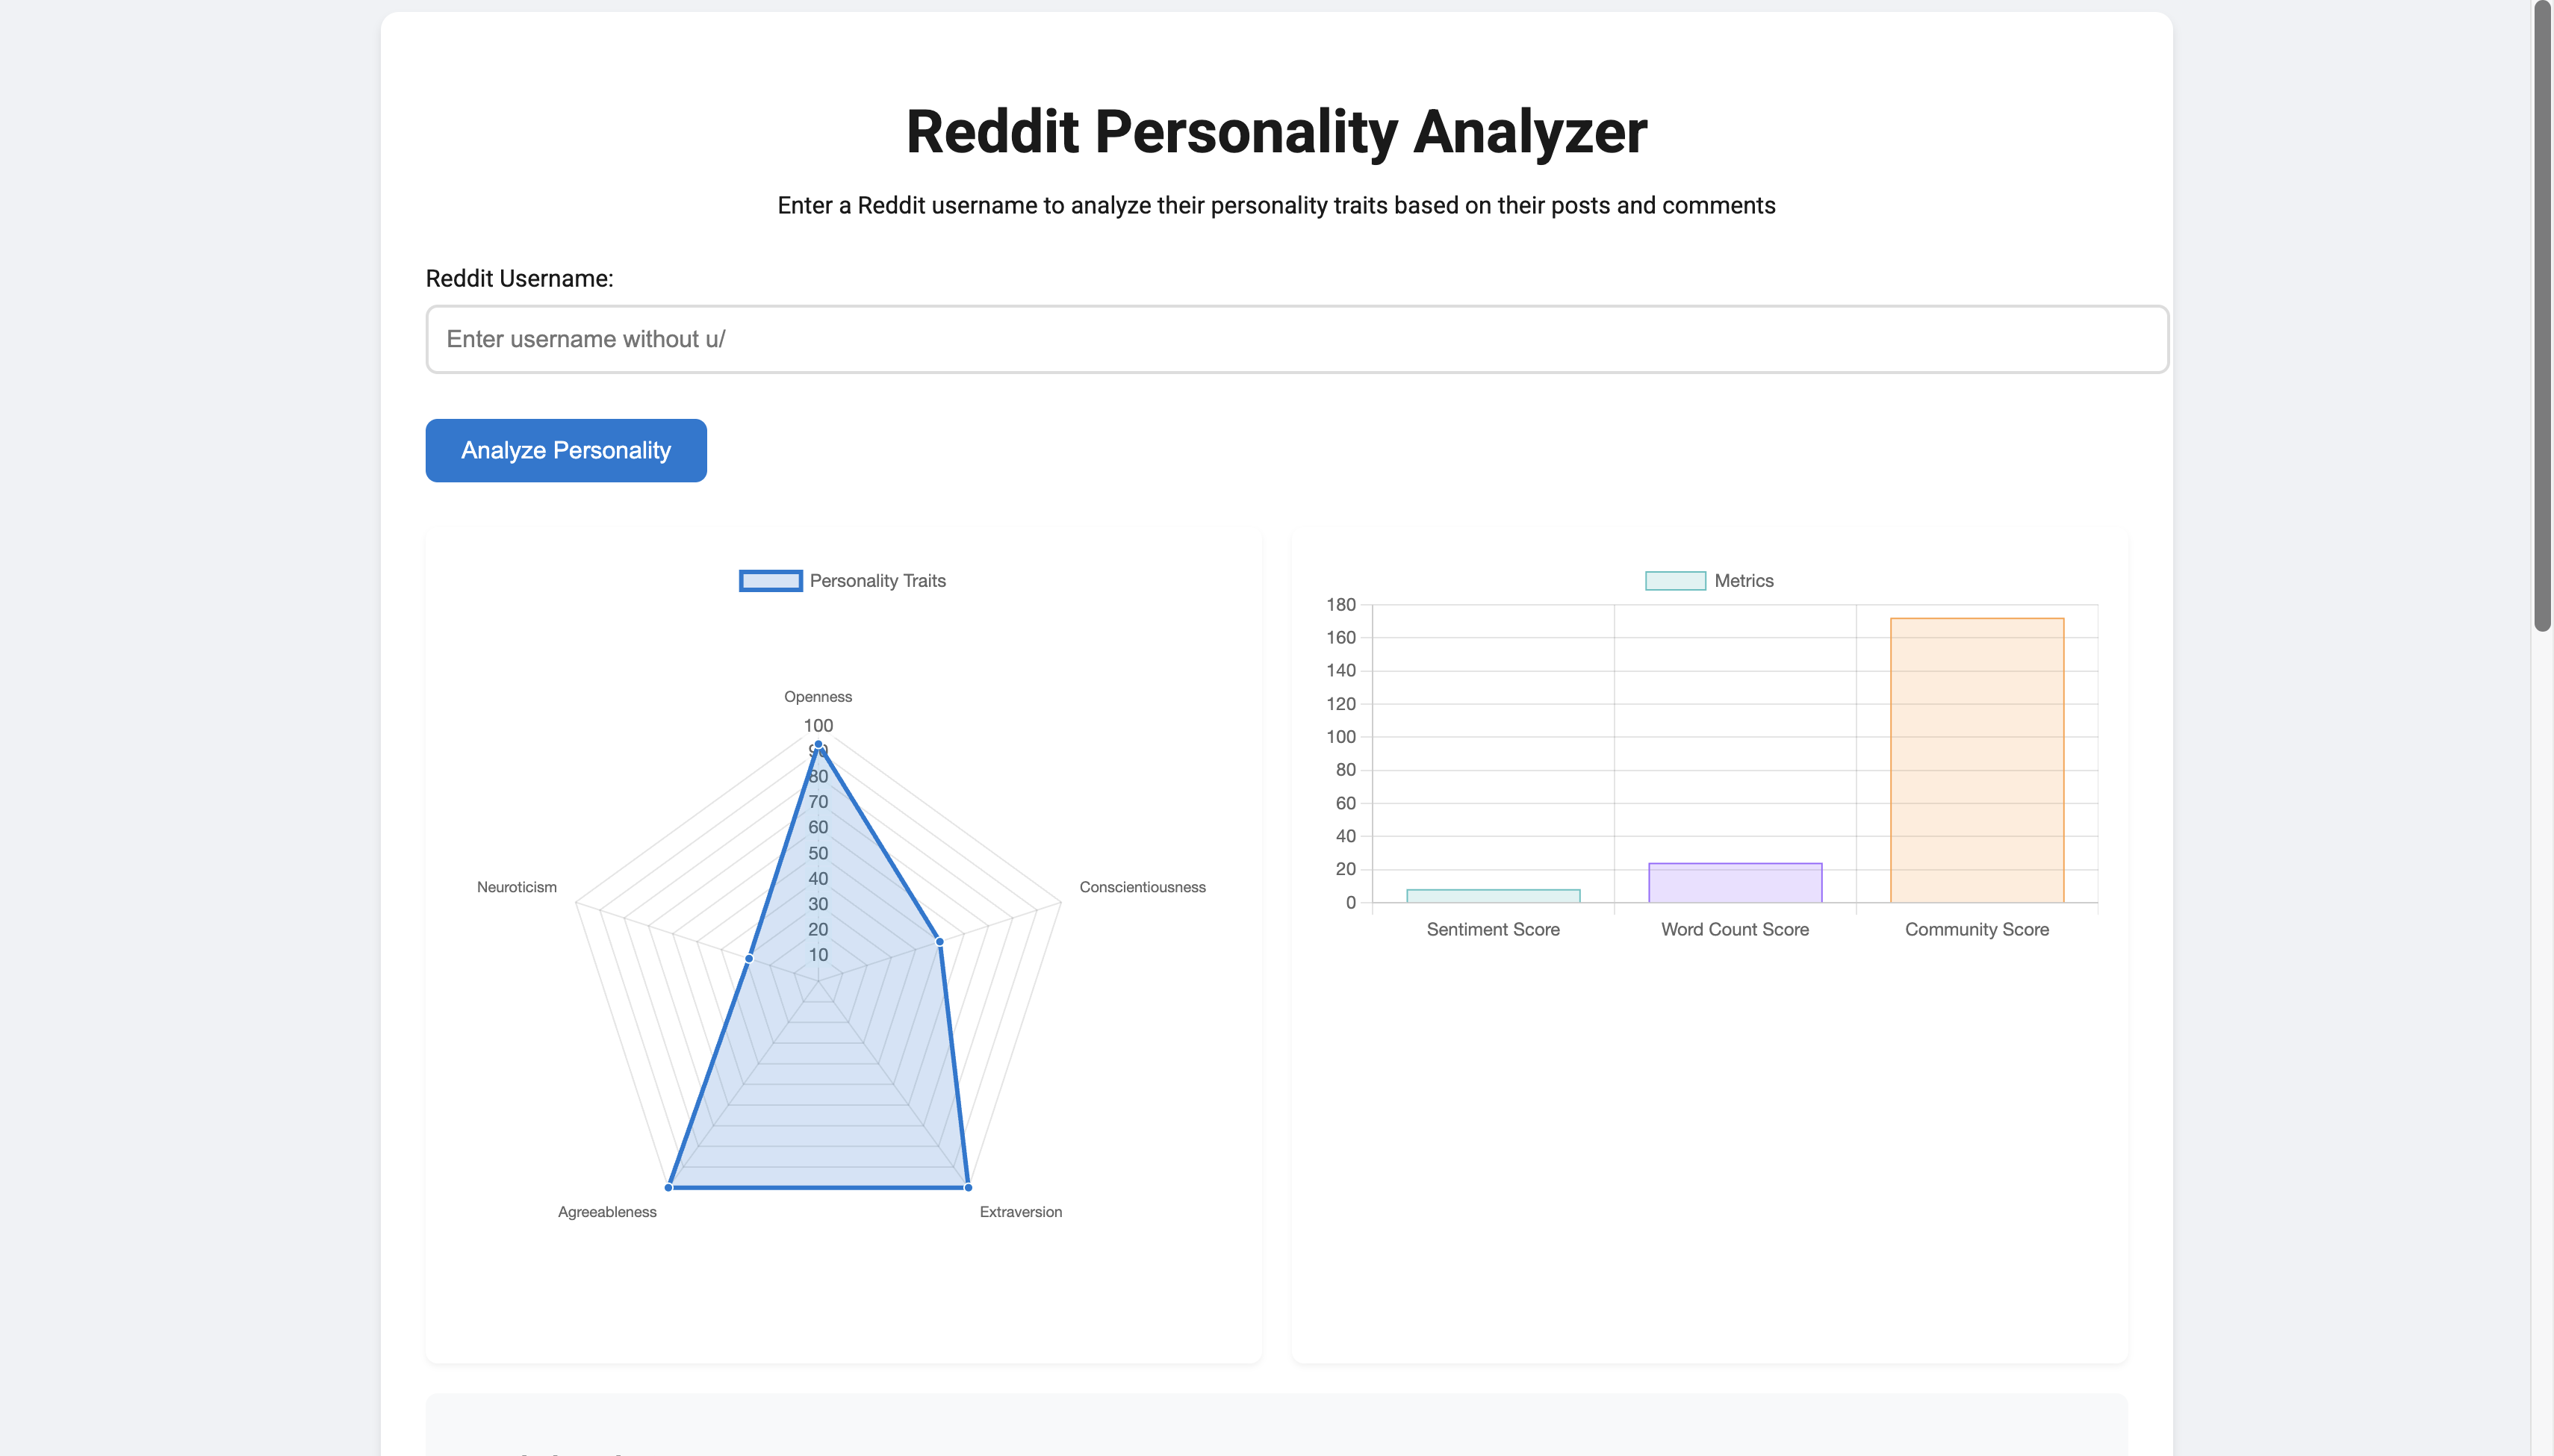 Reddit Personality Analyzer
Enter a Reddit username to analyze their personality traits based on their posts and comments
Reddit Username:
Enter username without u/
Analyze Personality
Personality Traits
Openness
100
90
80
70
60
50
40
30
20
10
Neuroticism
Conscientiousness
Agreeableness
Extraversion
Metrics
180
160
140
120
100
80
60
40
20
0
Sentiment Score
Word Count Score
Community Score